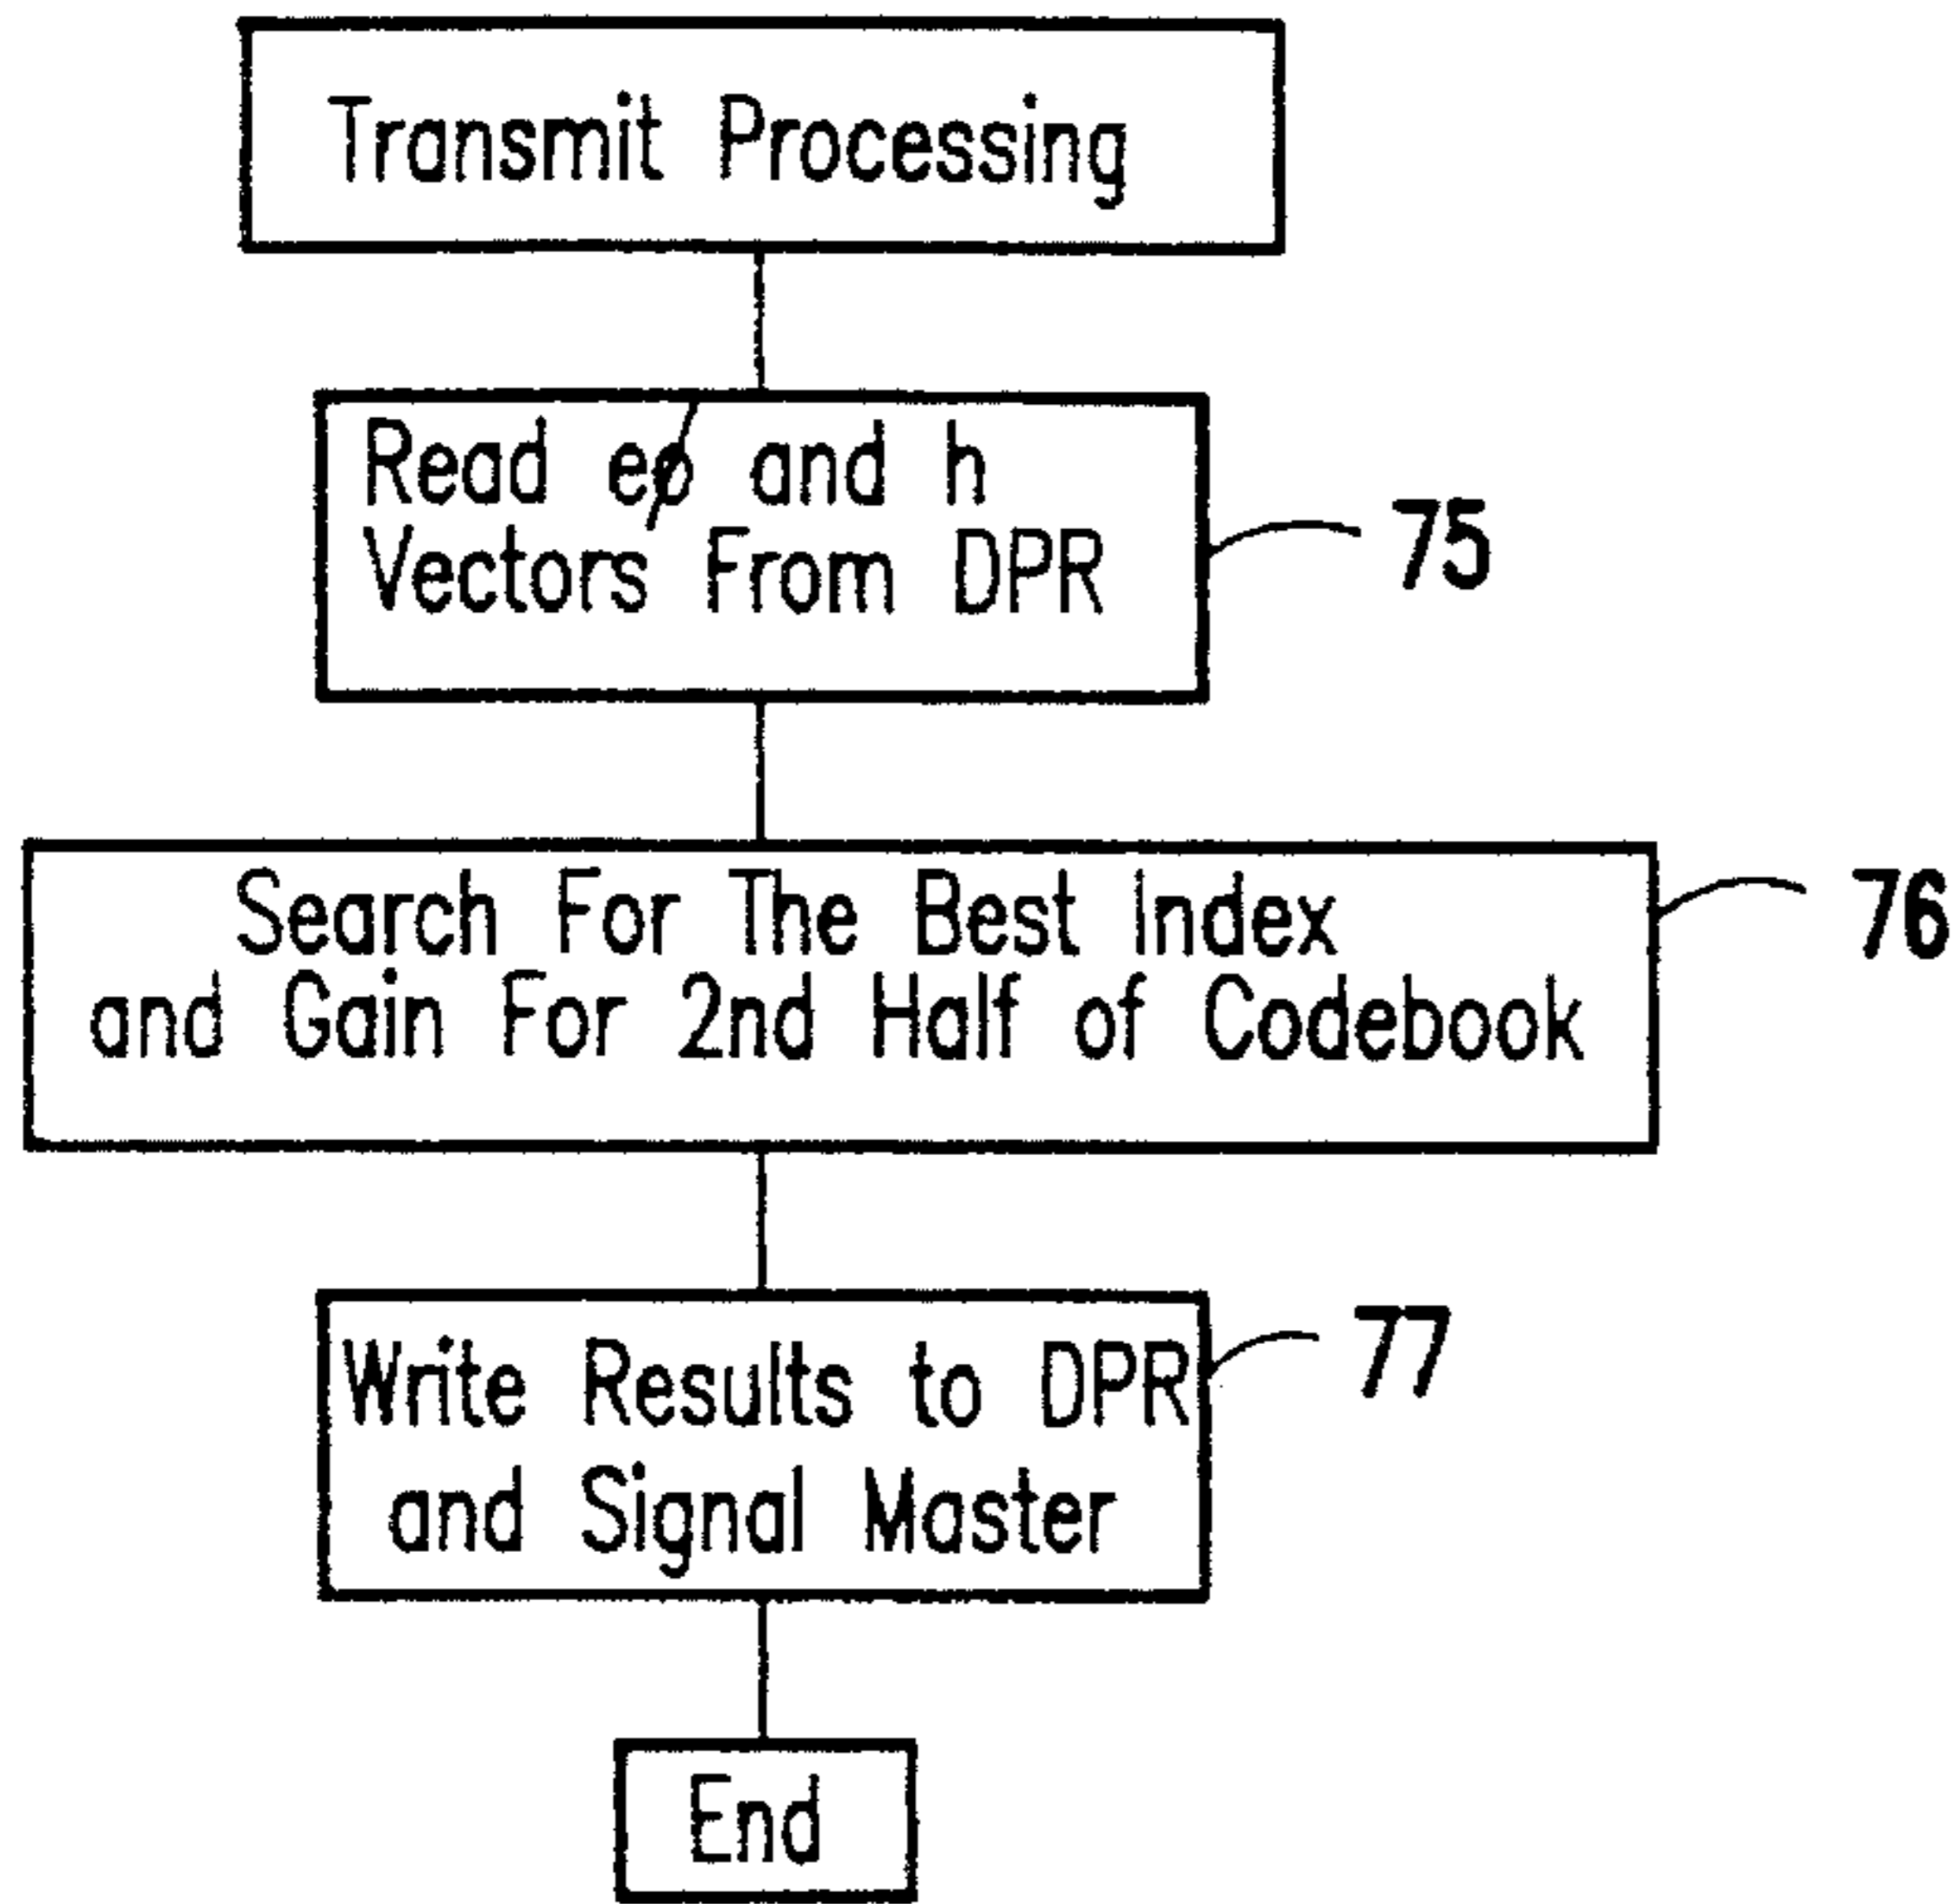 Transmit Processing
Read eø and h
Vectors From DPR
75
Search For The Best Index
and Gain For 2nd Half of Codebook
76
Write Results to DPR
and Signal Master
77
End